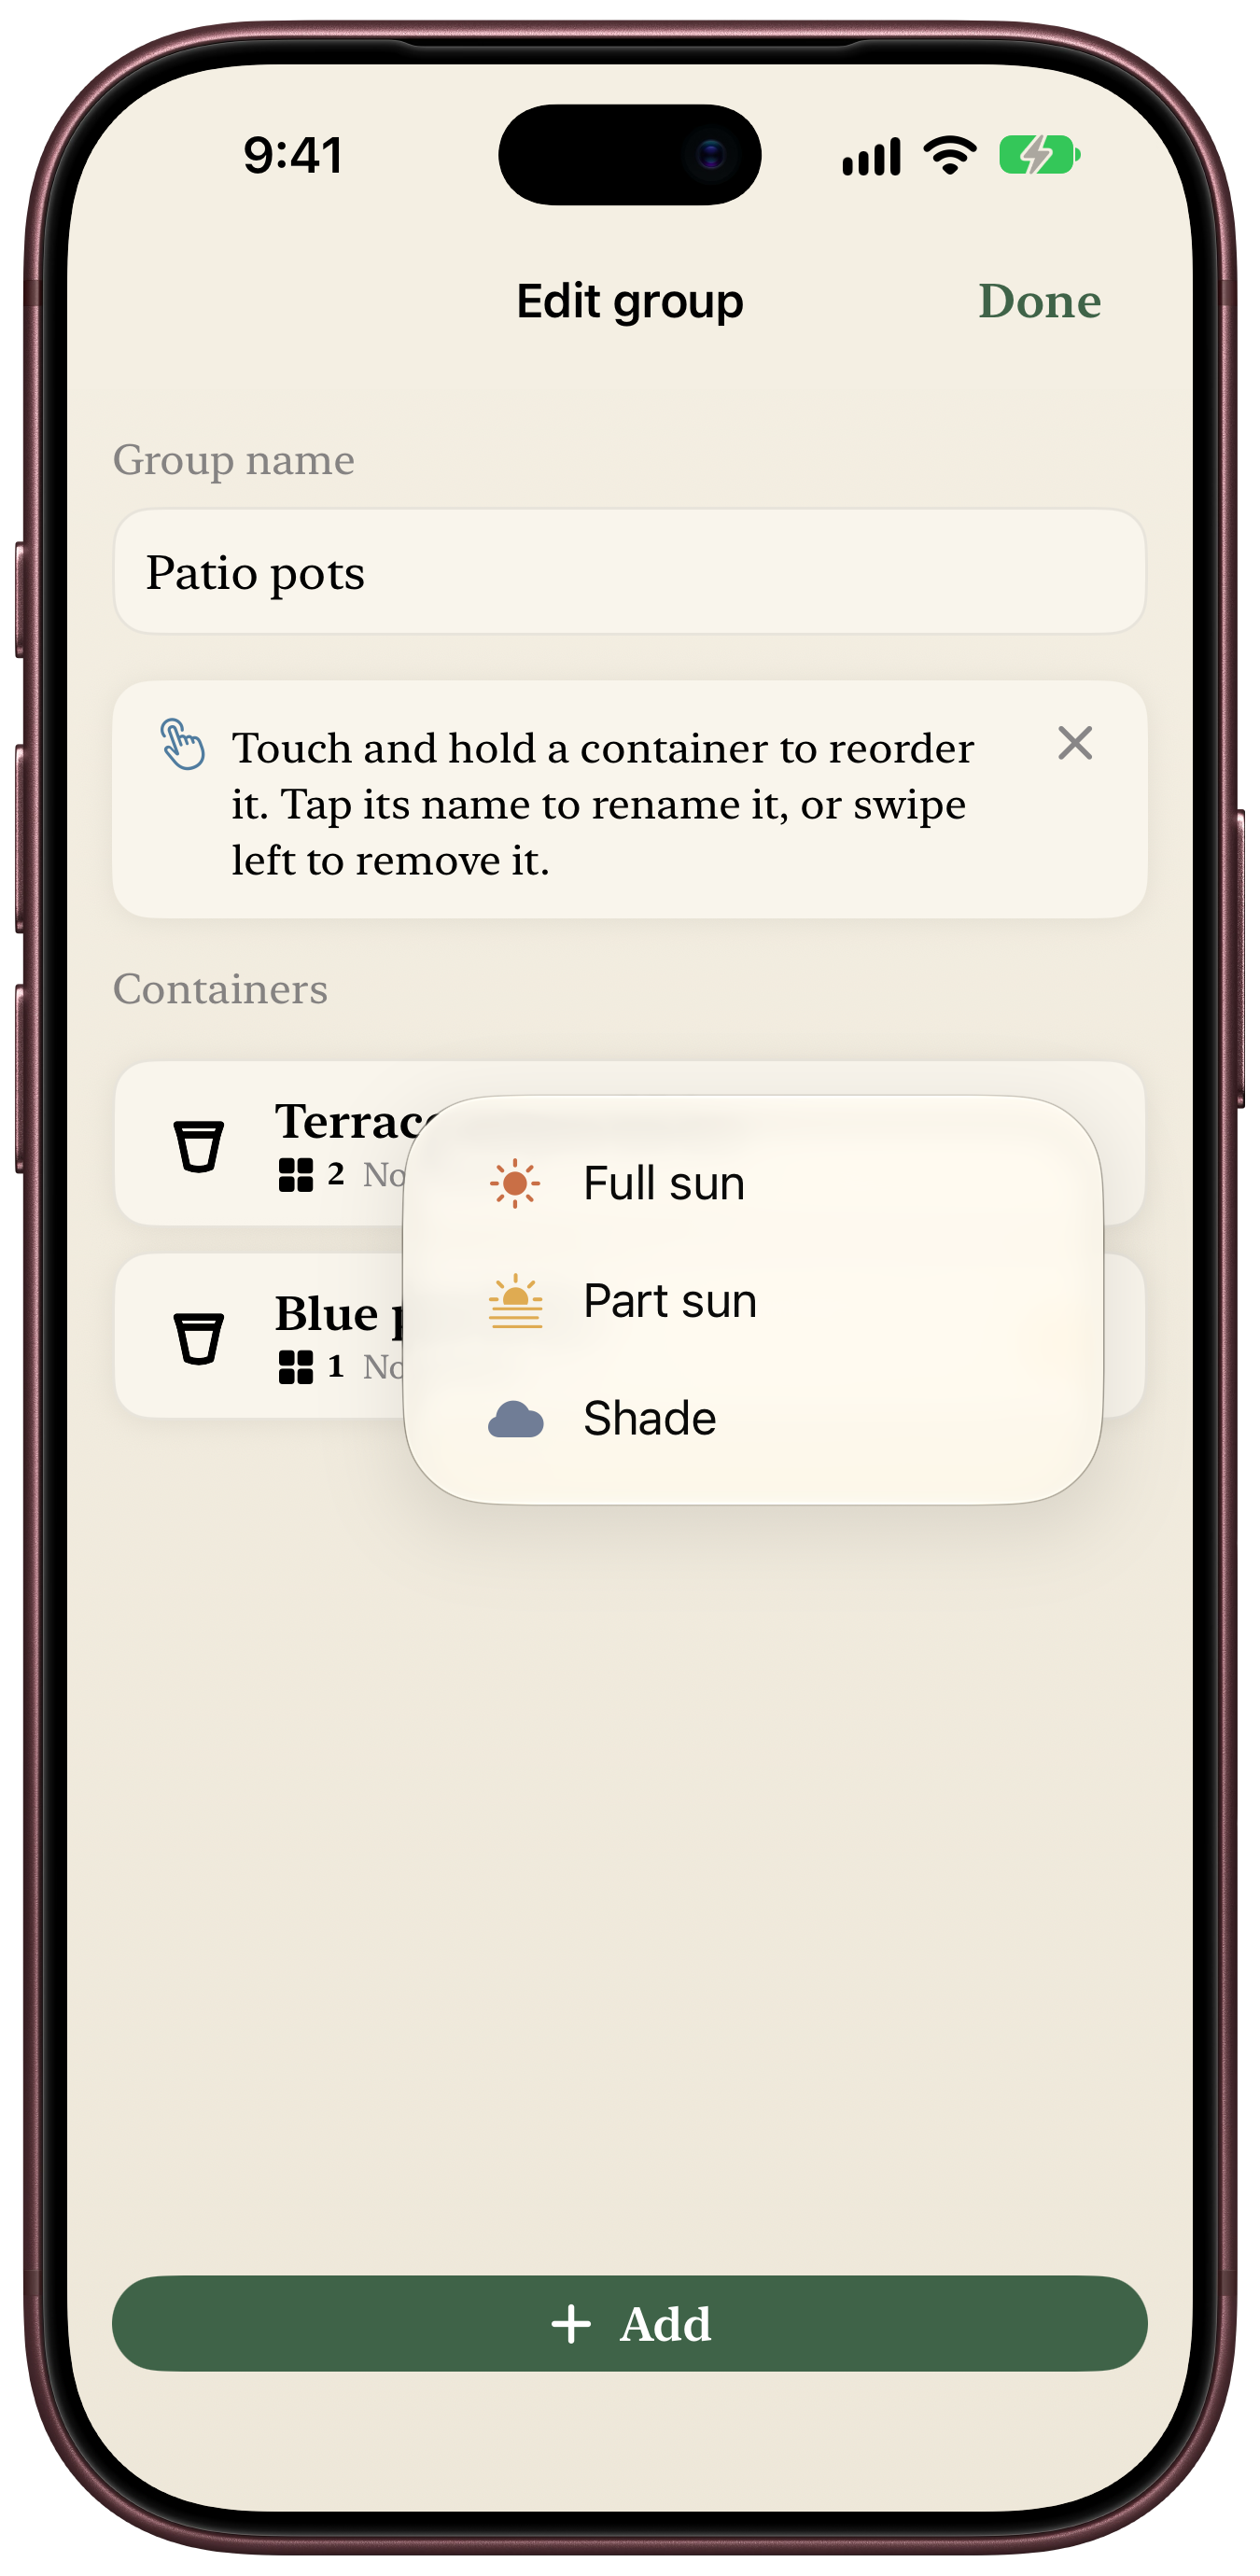 9:41
Edit group
Done
Group name
Patio pots
Touch and hold a container to reorder
it. Tap its name to rename it, or swipe
left to remove it.
Containers
2
Full sun
Part sun
Blue
1
Shade
Add